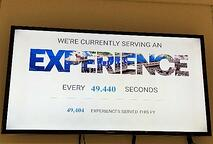 WE'RE CURRENTLY SERVING AN
EXPERIENCE
EVERY 49,440 SECONDS
49,404 EXPERIENCES SERVED THIS FY